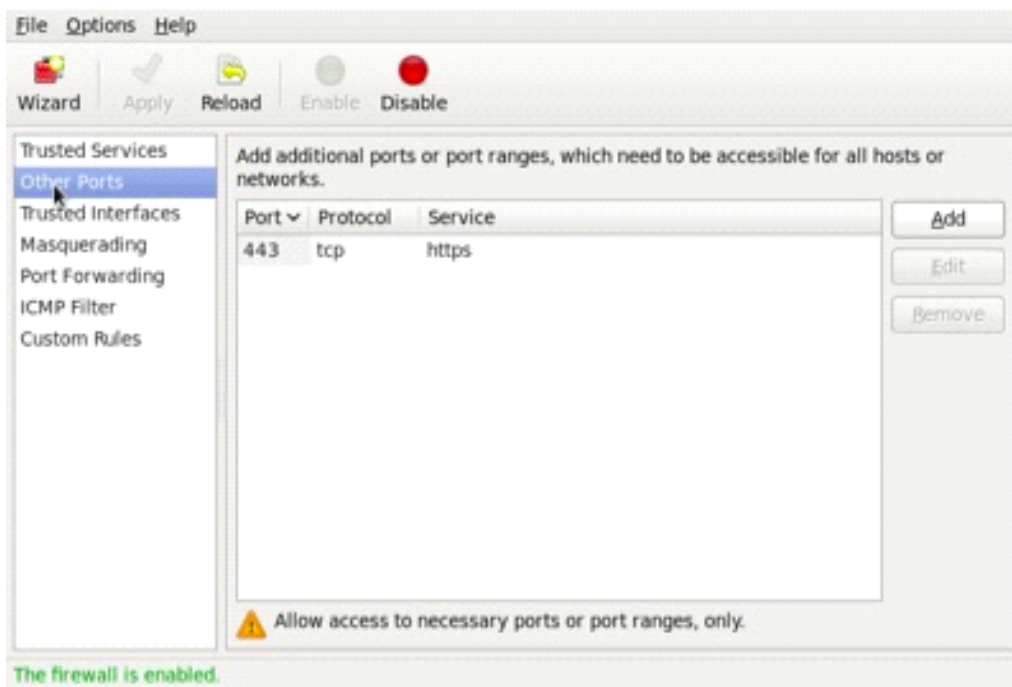 File Options Help
Wizard Apply Reload Enable Disable
Trusted Services
Other Ports
Trusted Interfaces
Masquerading
Port Forwarding
ICMP Filter
Custom Rules
Add additional ports or port ranges, which need to be accessible for all hosts or
networks.
Port Protocol Service
443 tcp https
Add
Edit
Remove
Allow access to necessary ports or port ranges, only.
The firewall is enabled.